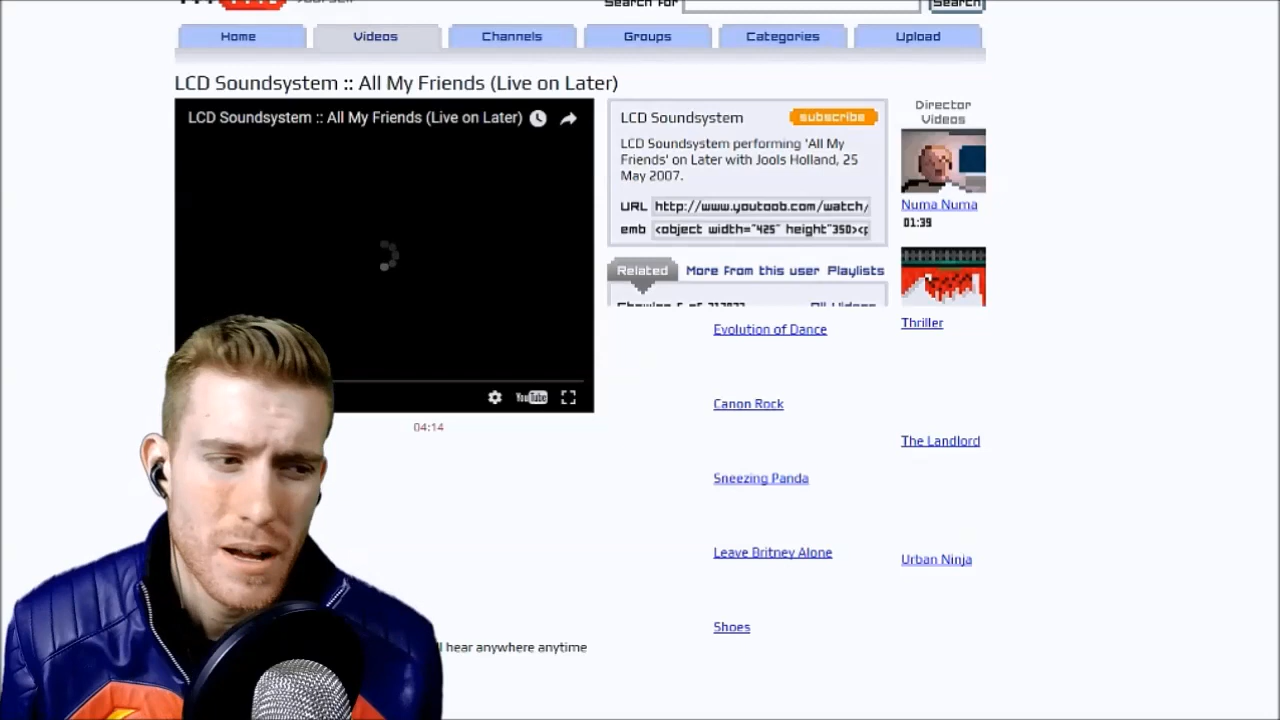 Search for
Search
Home
Videos
Channels
Groups
Categories
Upload
LCD Soundsystem :: All My Friends (Live on Later)
LCD Soundsystem :: All My Friends (Live on Later)
YouTube
04:14
LCD Soundsystem
subscribe
LCD Soundsystem performing 'All My
Friends' on Later with Jools Holland, 25
May 2007.
URL http://www.youtoob.com/watch/
emb <object width="425" height"350><p
Related
More from this user
Playlists
All Videos
Evolution of Dance
Canon Rock
Sneezing Panda
Leave Britney Alone
Shoes
Director
Videos
Numa Numa
01:39
Thriller
The Landlord
Urban Ninja
hear anywhere anytime